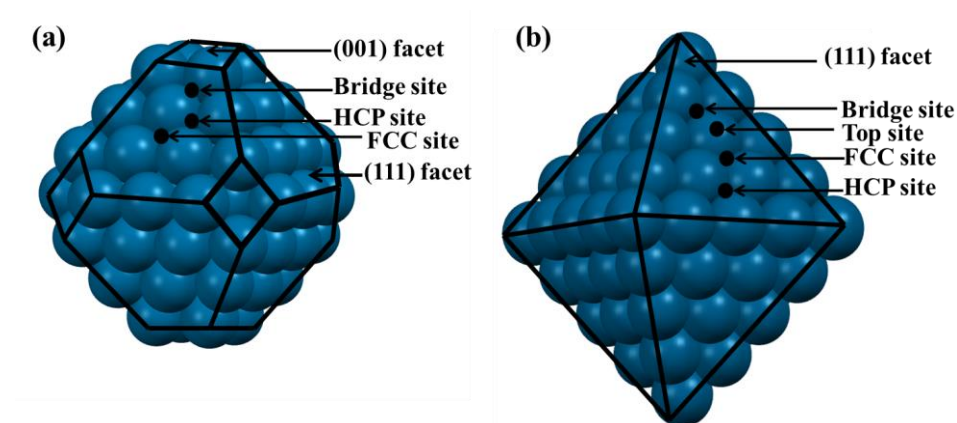 (a)
(001) facet
Bridge site
HCP site
FCC site
(111) facet
(b)
(111) facet
Bridge site
Top site
FCC site
HCP site